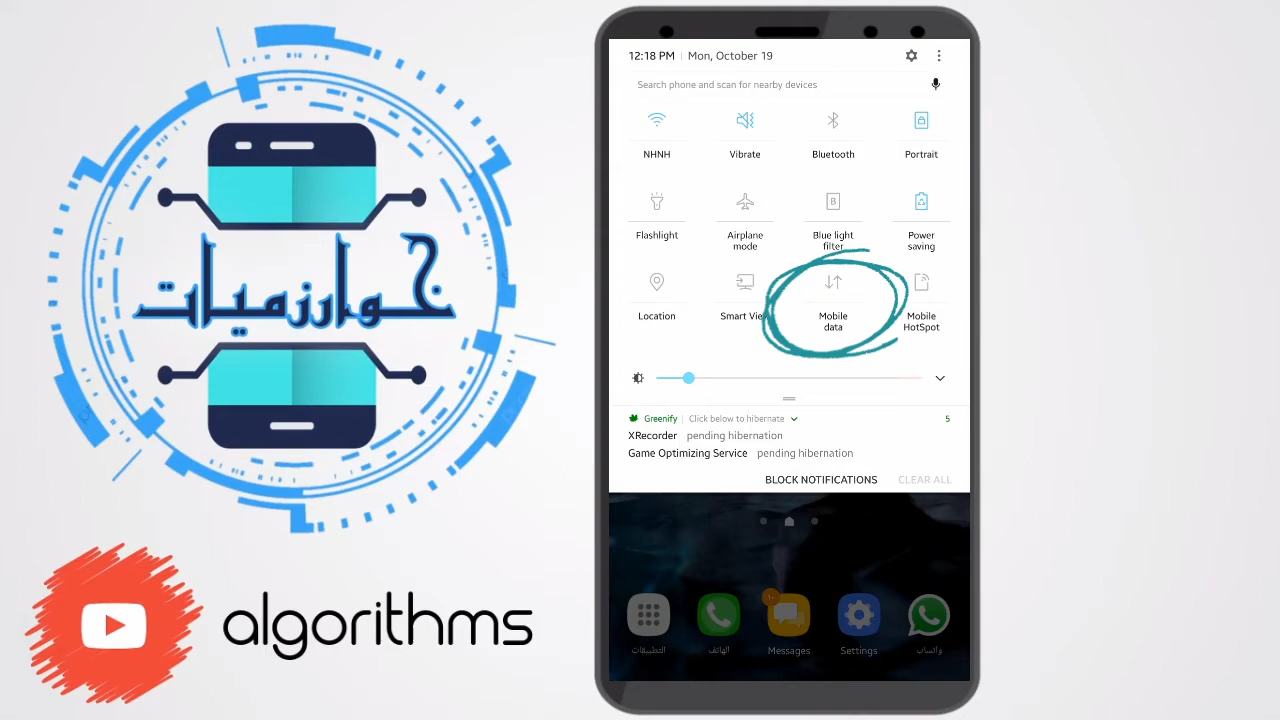 خوارزميات
algorithms
12:18 PM | Mon, October 19
Search phone and scan for nearby devices
NHNH
Vibrate
Bluetooth
Portrait
Flashlight
Airplane
mode
Blue light
filter
Power
saving
Location
Smart View
Mobile
data
Mobile
HotSpot
Greenify | Click below to hibernate
5
XRecorder pending hibernation
Game Optimizing Service pending hibernation
BLOCK NOTIFICATIONS
CLEAR ALL
التطبيقات
الهاتف
Messages
Settings
واتساب